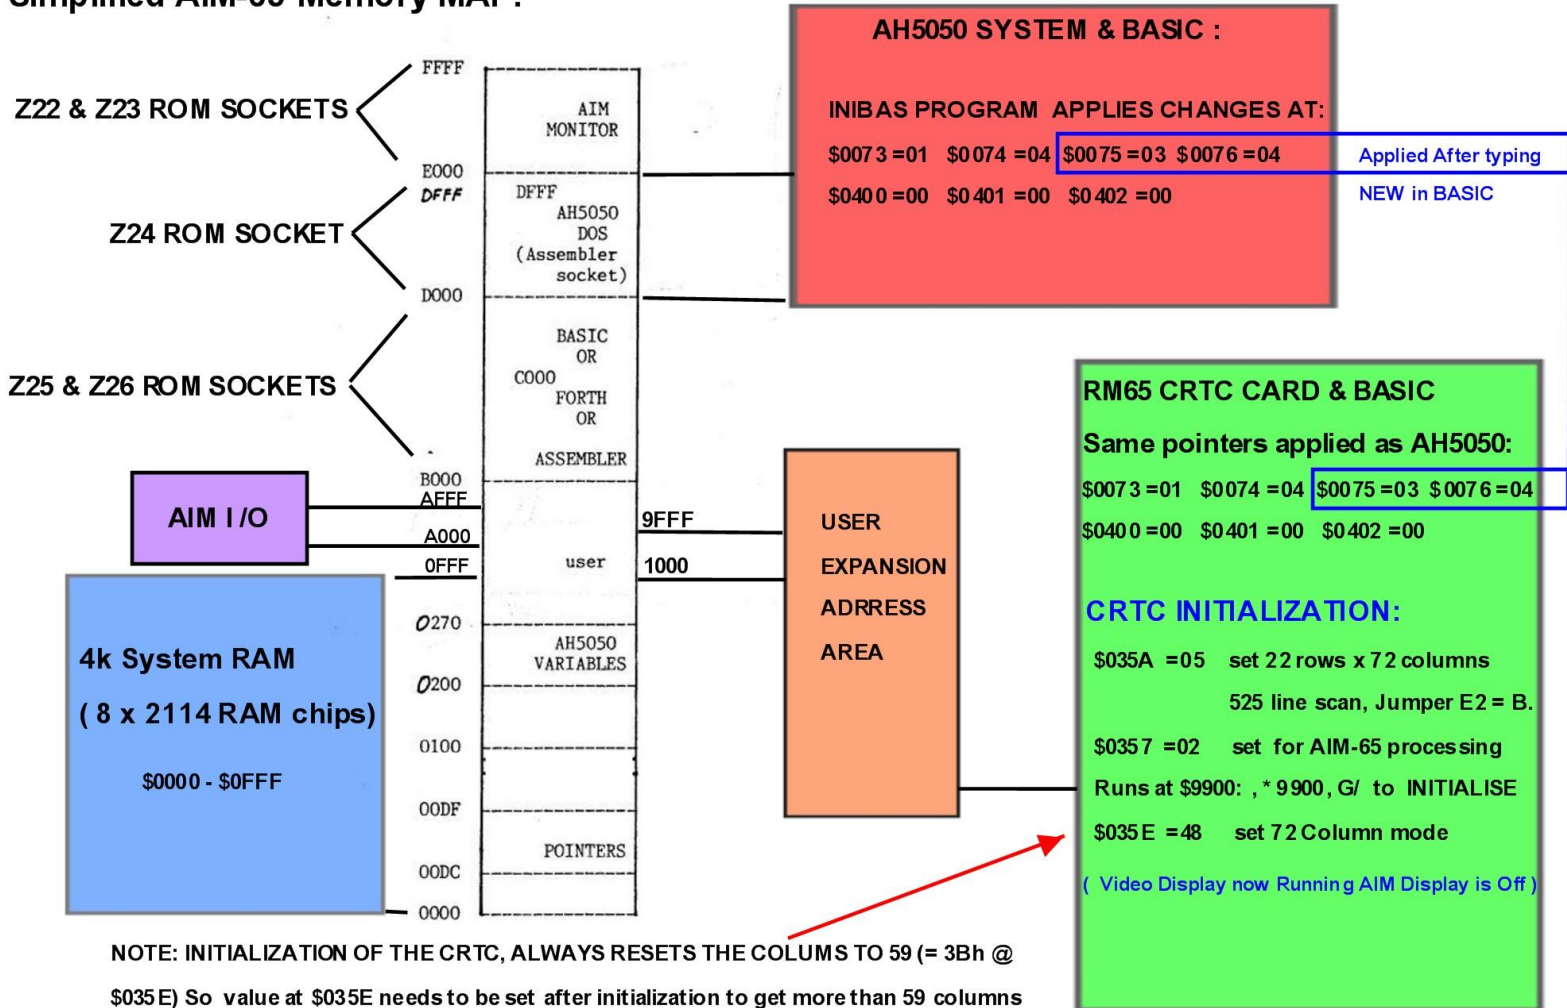 Simplified AIM-65 Memory MAP:
Z22 & Z23 ROM SOCKETS
Z24 ROM SOCKET
Z25 & Z26 ROM SOCKETS
AIM I/O
4k System RAM
( 8 x 2114 RAM chips)
$0000 - $0FFF
FFFF
E000
DFFF
D000
B000
AFFF
A000
0FFF
0270
0200
0100
00DF
00DC
0000
AIM
MONITOR
DFFF
AH5050
DOS
(Assembler
socket)
BASIC
OR
C000
FORTH
OR
ASSEMBLER
user
AH5050
VARIABLES
POINTERS
9FFF
1000
USER
EXPANSION
ADRRESS
AREA
AH5050 SYSTEM & BASIC :
INIBAS PROGRAM APPLIES CHANGES AT:
$0073 =01 $0074 =04 $0075 =03 $0076 =04
$0400 =00 $0401 =00 $0402 =00
Applied After typing
NEW in BASIC
RM65 CRTC CARD & BASIC
Same pointers applied as AH5050:
$0073 =01 $0074 =04 $0075 =03 $0076 =04
$0400 =00 $0401 =00 $0402 =00
CRTC INITIALIZATION:
$035A =05 set 22 rows x 72 columns
525 line scan, Jumper E2 = B.
$0357 =02 set for AIM-65 processing
Runs at $9900: , * 9900, G/ to INITIALISE
$035E =48 set 72 Column mode
( Video Display now Running AIM Display is Off )
NOTE: INITIALIZATION OF THE CRTC, ALWAYS RESETS THE COLUMS TO 59 (= 3Bh @
$035E) So value at $035E needs to be set after initialization to get more than 59 columns